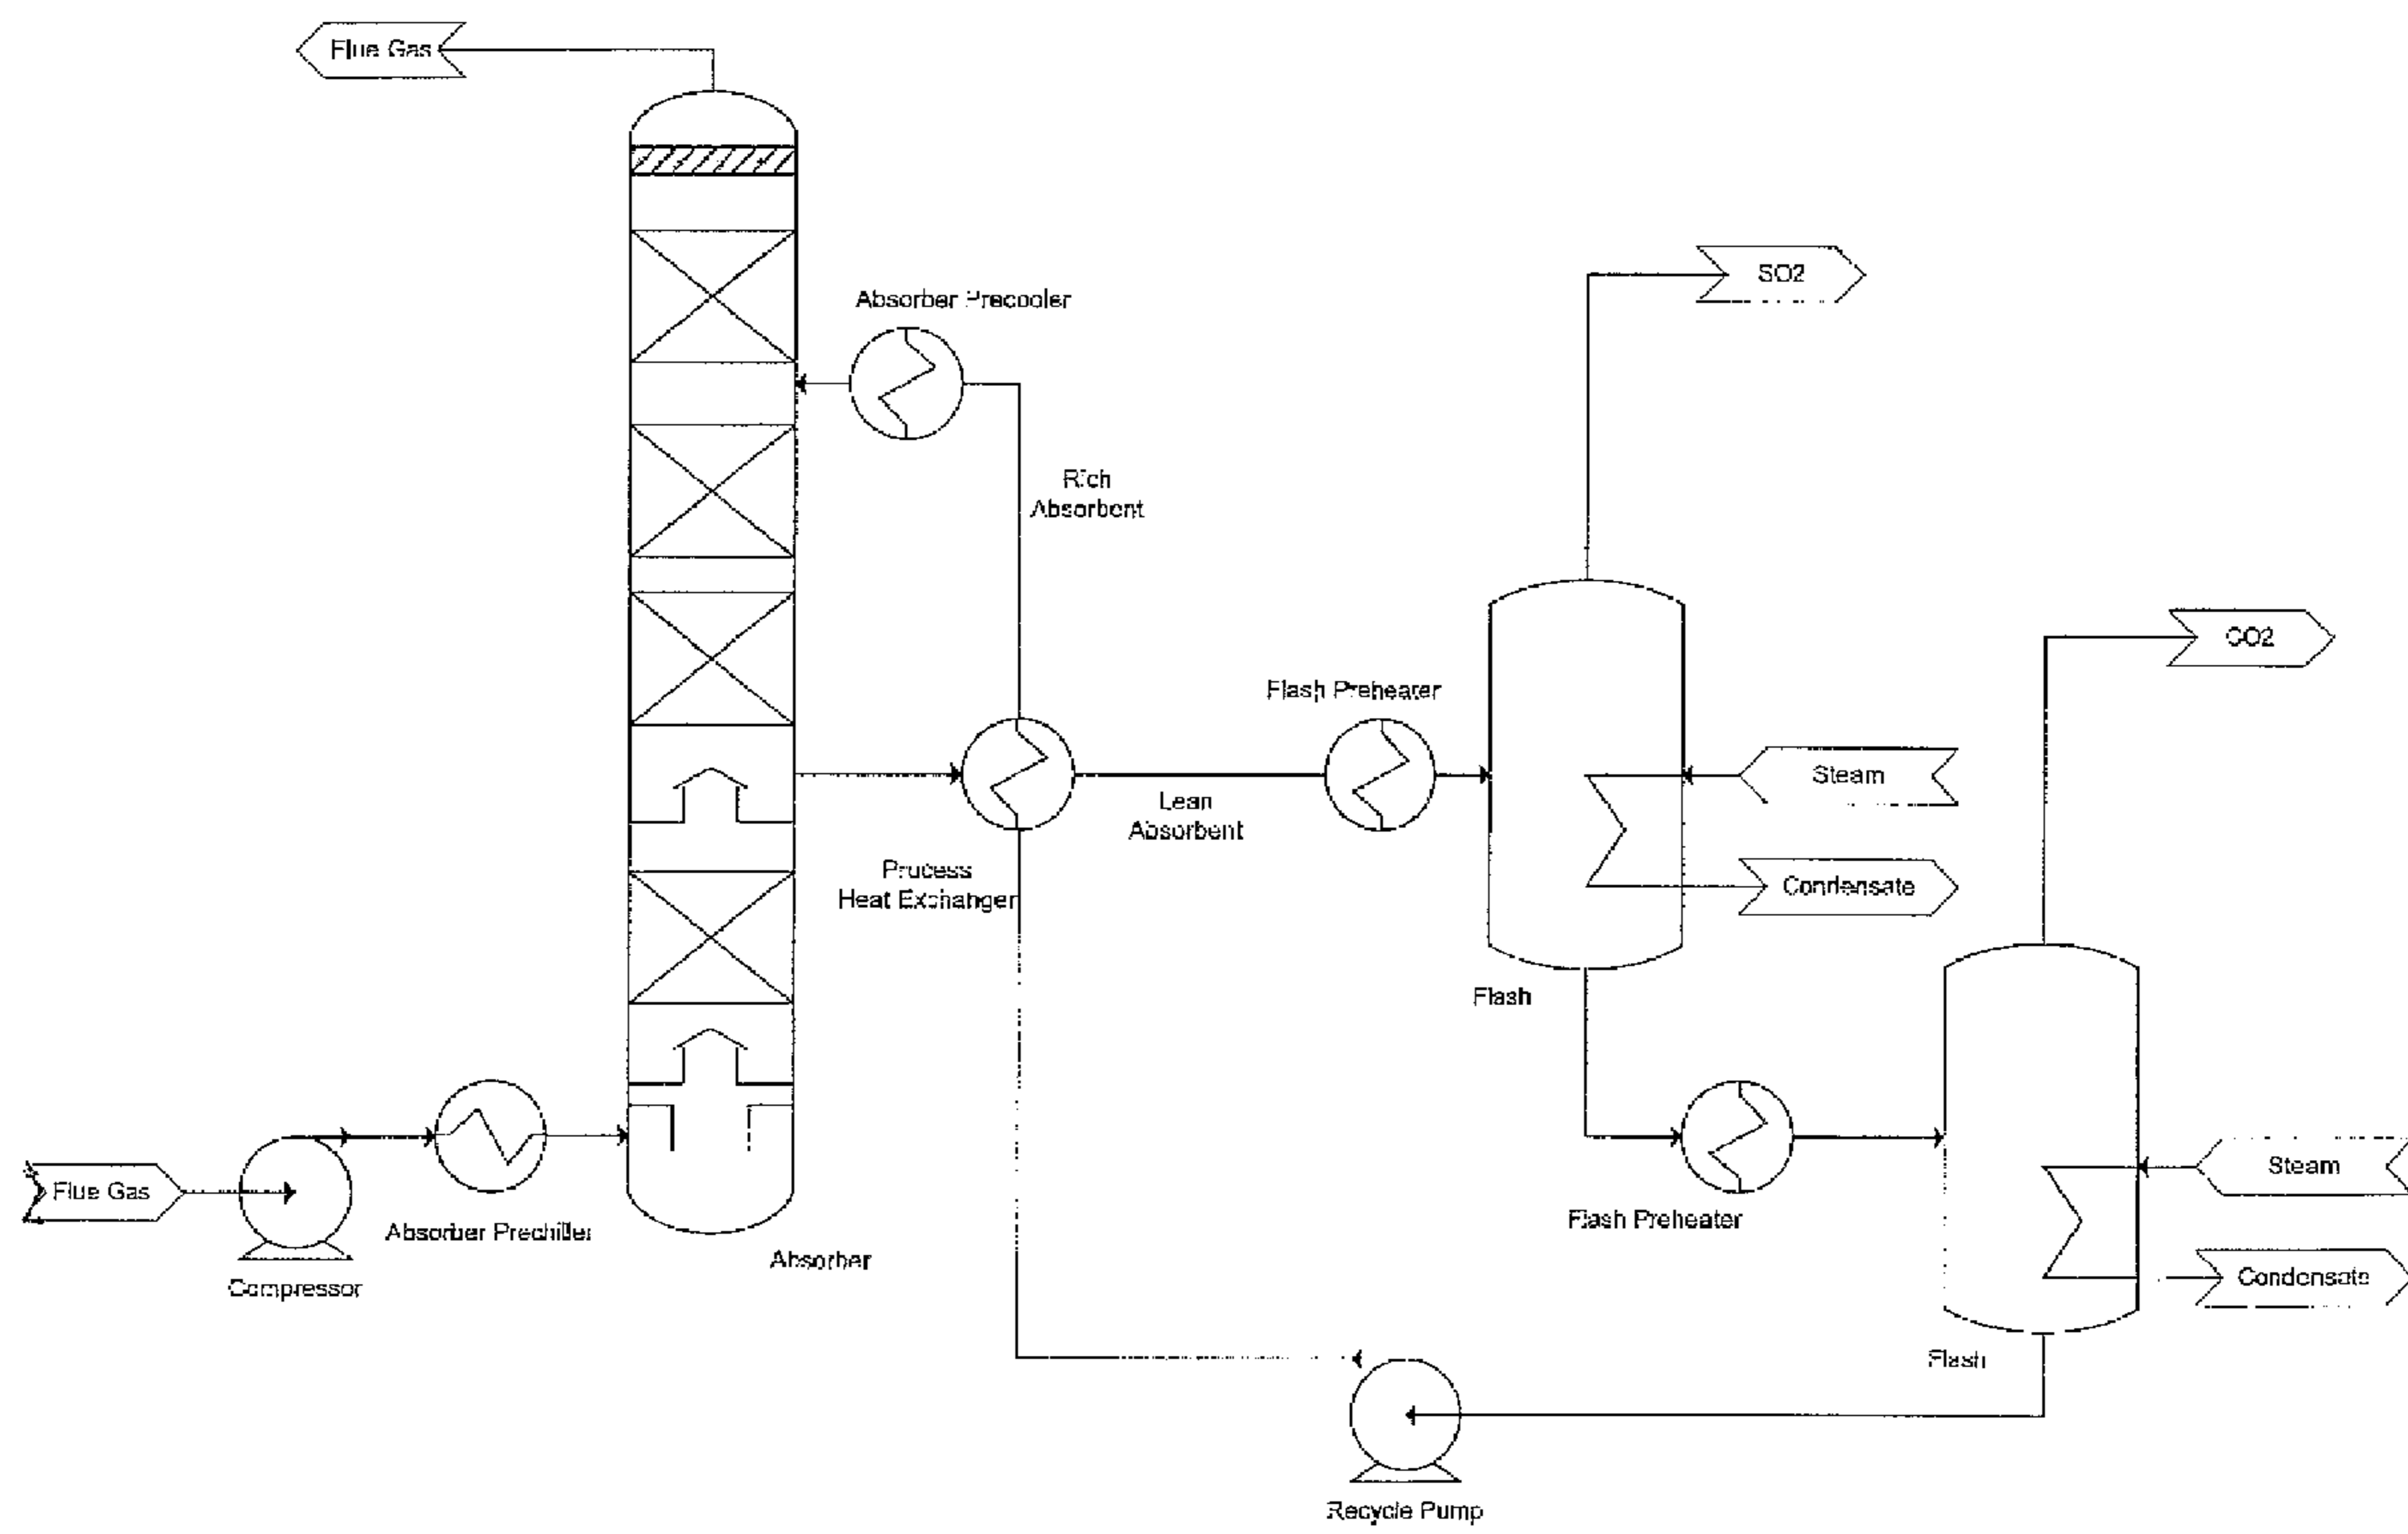 Flue Gas
SO2
Absorber Precooler
Rich
Absorbent
CO2
Flash Preheater
Steam
Lean
Absorbent
Process
Heat Exchanger
Condensate
Flash
Steam
Flue Gas
Absorber Prechiller
Flash Preheater
Absorber
Condensate
Compressor
Flash
Recycle Pump